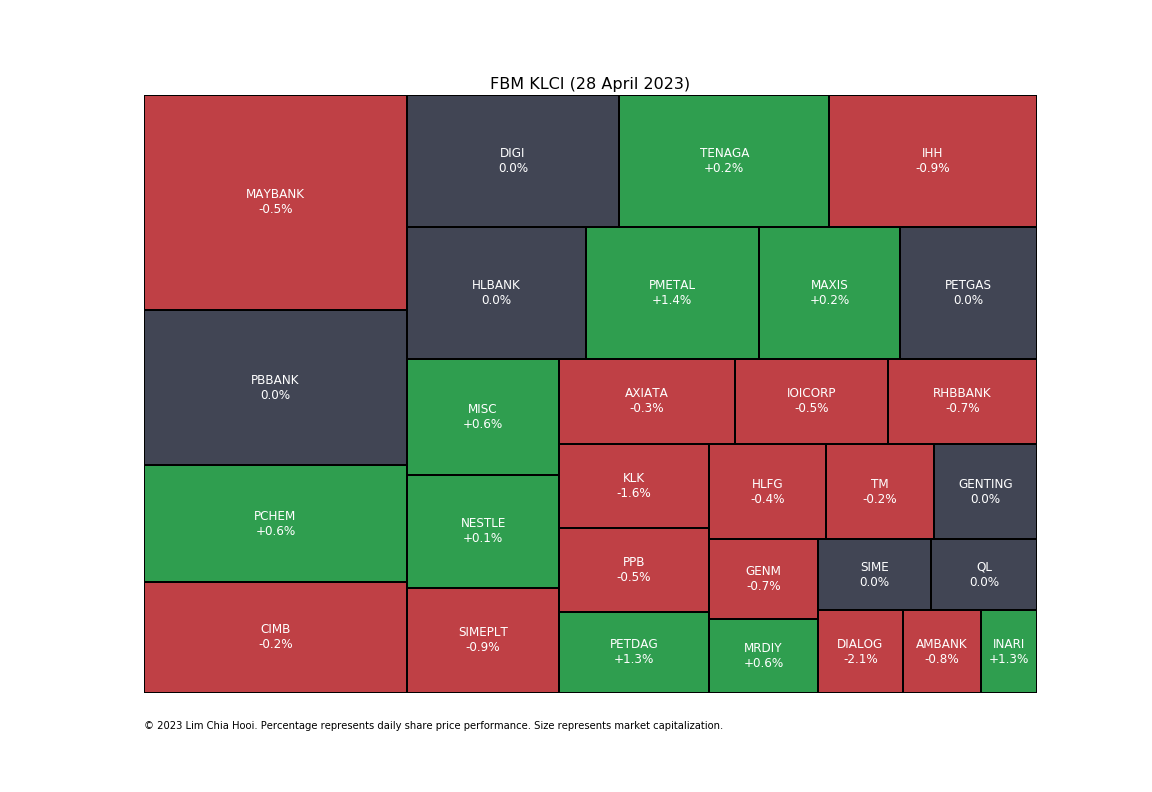 FBM KLCI (28 April 2023)
MAYBANK
-0.5%
PBBANK
0.0%
PCHEM
+0.6%
CIMB
-0.2%
DIGI
0.0%
TENAGA
+0.2%
IHH
-0.9%
HLBANK
0.0%
PMETAL
+1.4%
MAXIS
+0.2%
PETGAS
0.0%
MISC
+0.6%
NESTLE
+0.1%
SIMEPLT
-0.9%
AXIATA
-0.3%
IOICORP
-0.5%
RHBBANK
-0.7%
KLK
-1.6%
PPB
-0.5%
PETDAG
+1.3%
HLFG
-0.4%
TM
-0.2%
GENTING
0.0%
GENM
-0.7%
MRDIY
+0.6%
SIME
0.0%
QL
0.0%
DIALOG
-2.1%
AMBANK
-0.8%
INARI
+1.3%
© 2023 Lim Chia Hooi. Percentage represents daily share price performance. Size represents market capitalization.